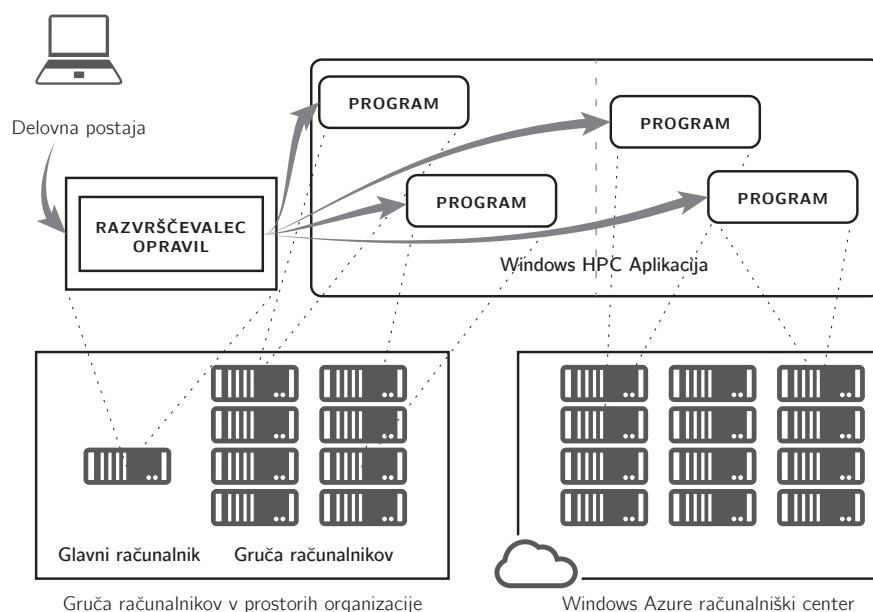 Delovna postaja
PROGRAM
PROGRAM
PROGRAM
PROGRAM
RAZVRŠČEVALEC
OPRAVIL
Windows HPC Aplikacija
Glavni računalnik
Gruča računalnikov
Gruča računalnikov v prostorih organizacije
Windows Azure računalniški center